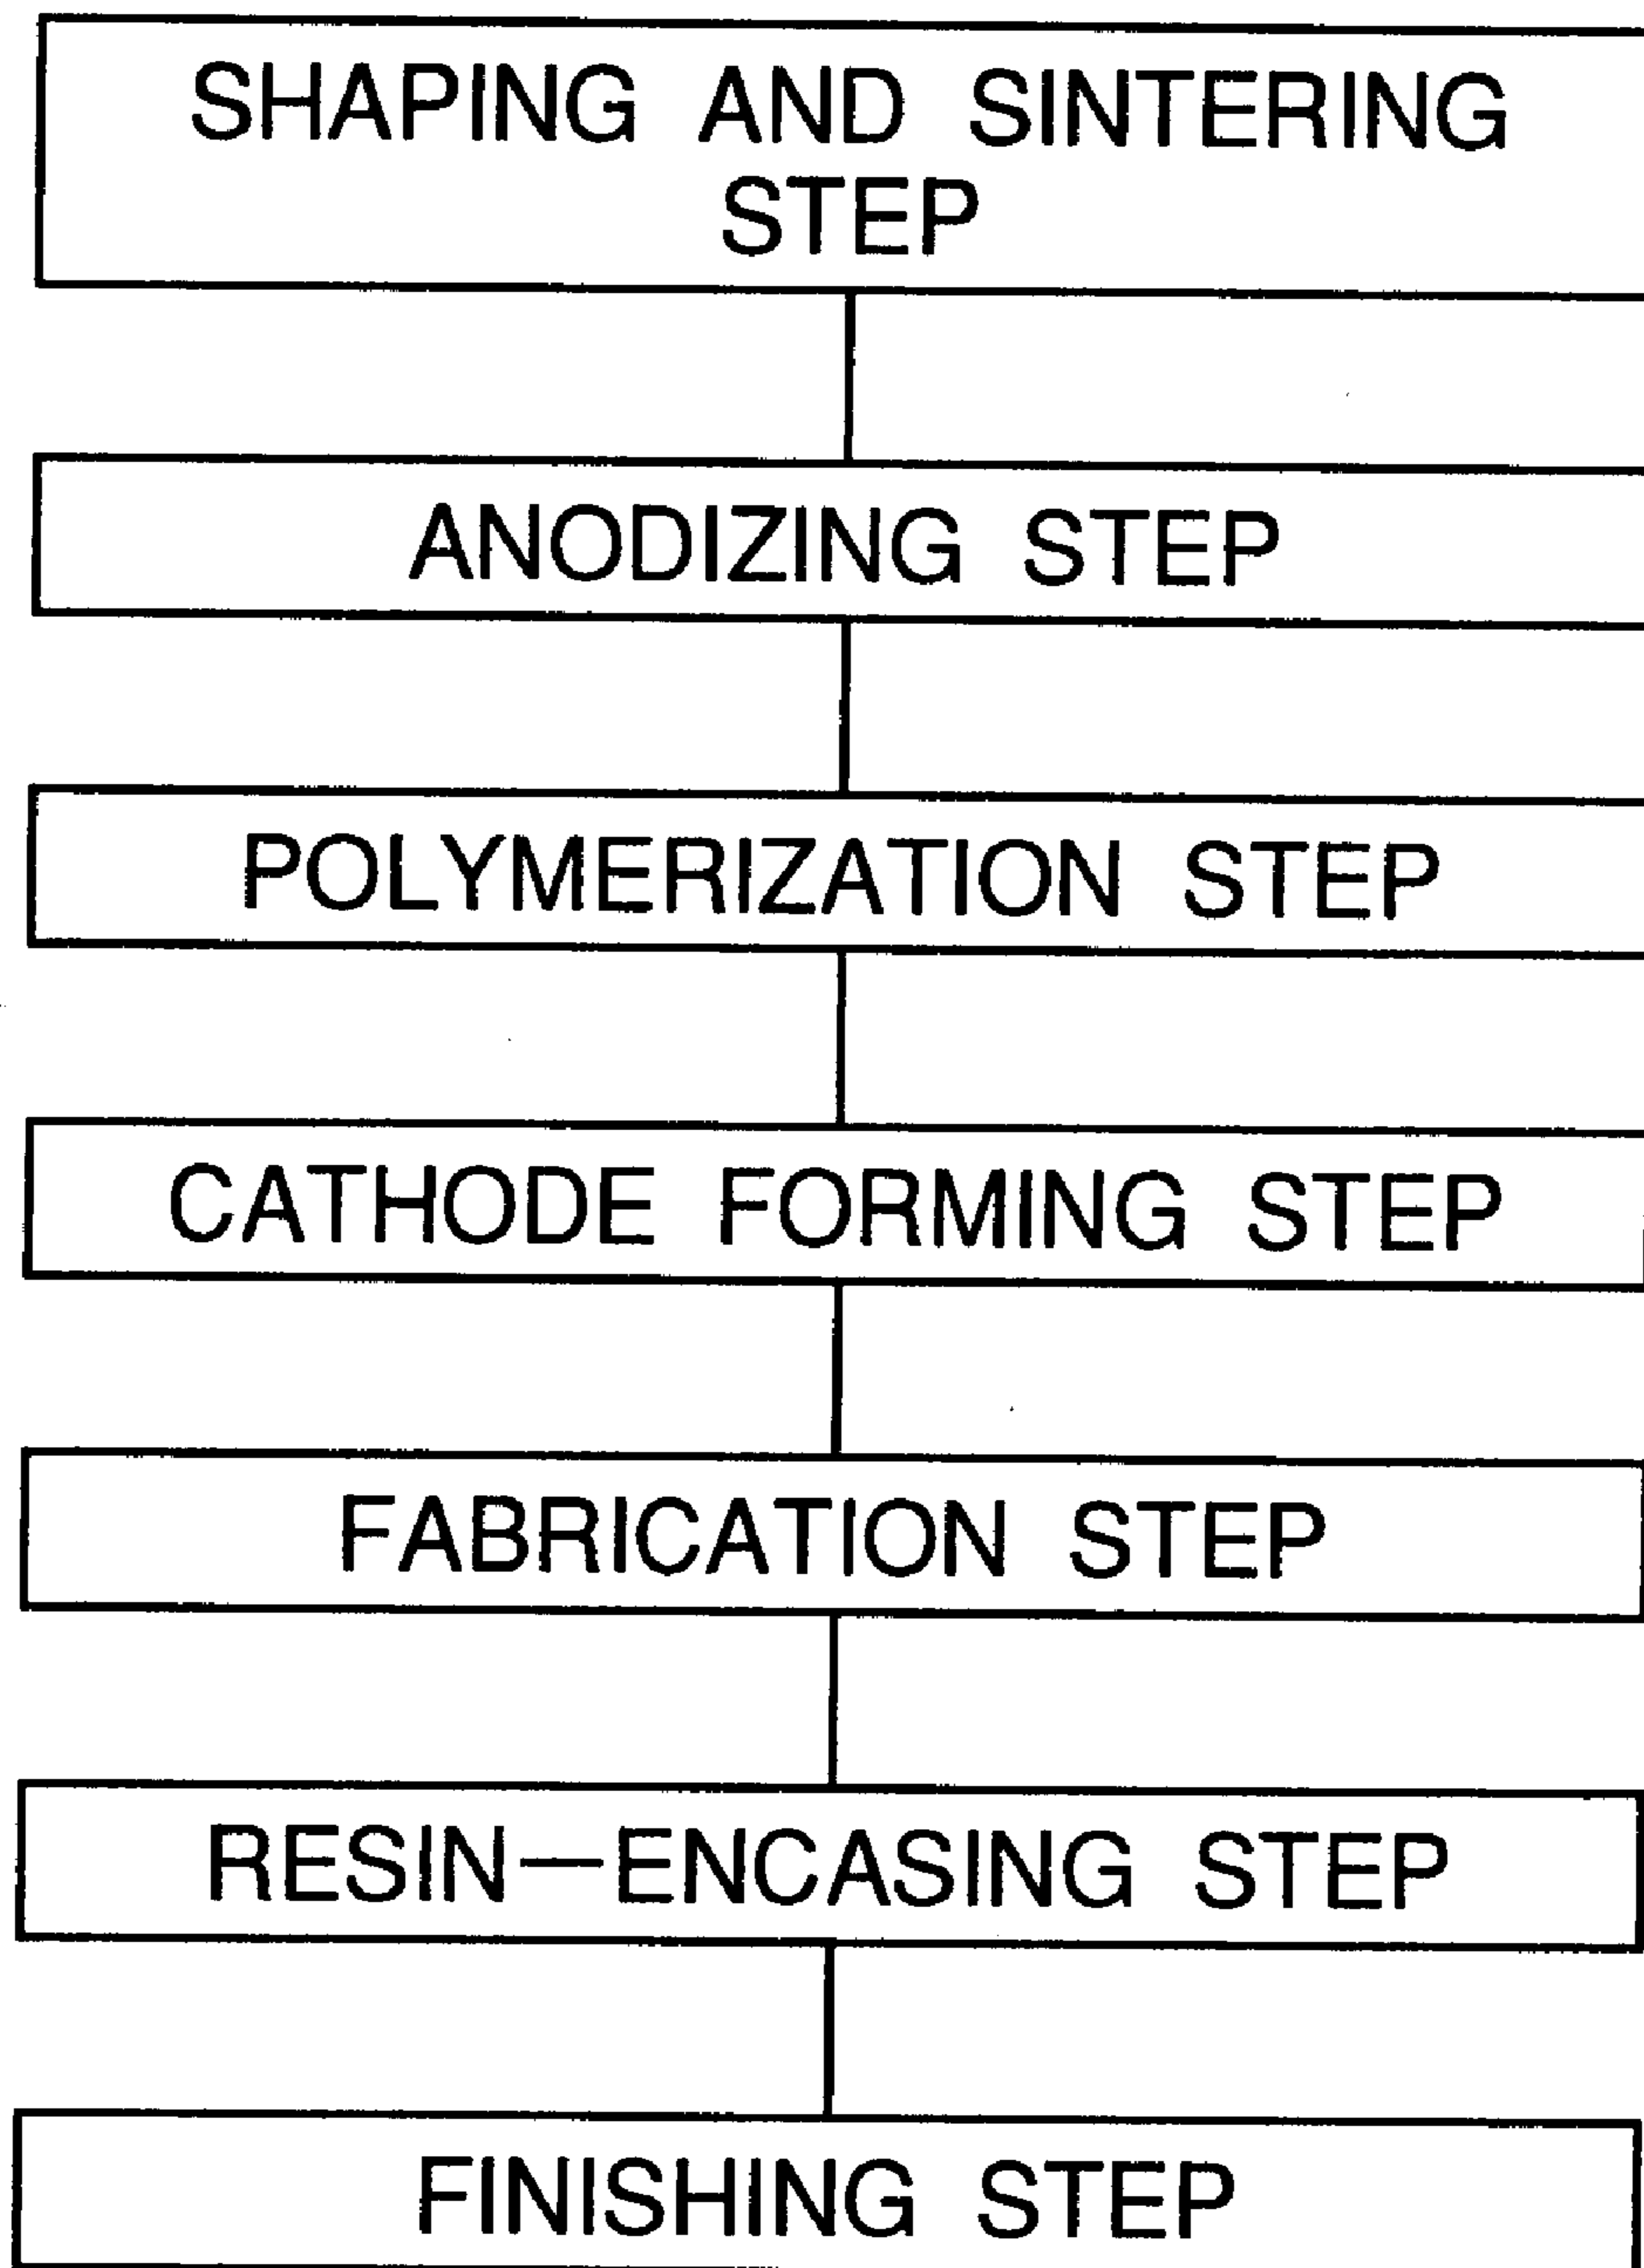 SHAPING AND SINTERING
STEP
ANODIZING STEP
POLYMERIZATION STEP
CATHODE FORMING STEP
FABRICATION STEP
RESIN—ENCASING STEP
FINISHING STEP